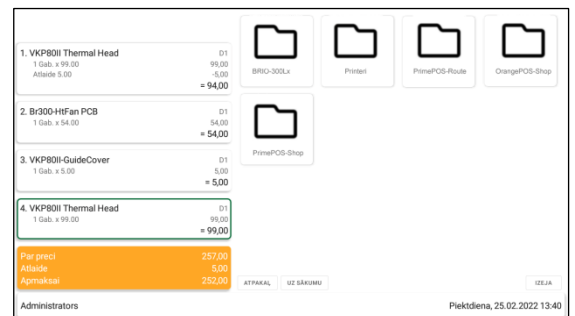 1. VKP80II Thermal Head D1
1 Gab. x 99.00 99,00
Atlaide 5.00 -5,00
= 94,00
2. Br300-HtFan PCB D1
1 Gab. x 54.00 54,00
= 54,00
3. VKP80II-GuideCover D1
1 Gab. x 5.00 5,00
= 5,00
4. VKP80II Thermal Head D1
1 Gab. x 99.00 99,00
= 99,00
Par preci 257,00
Atlaide 5,00
Apmaksai 252,00
BRIO-300Lx Printeri PrimePOS-Route OrangePOS-Shop
PrimePOS-Shop
ATPAKAĻ UZ SĀKUMU IZEJA
Administrators Piektdiena, 25.02.2022 13:40